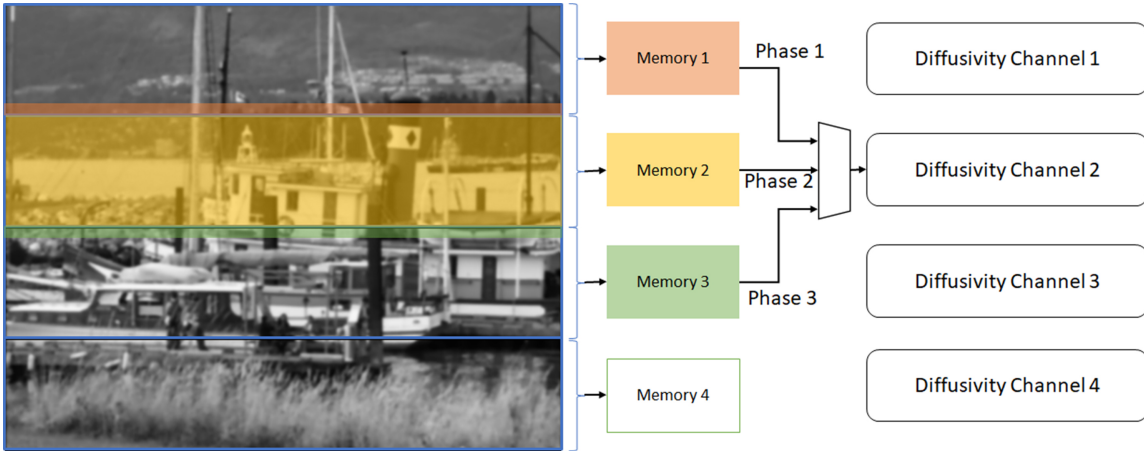 Memory 1
Phase 1
Diffusivity Channel 1
Memory 2
Phase 2
Diffusivity Channel 2
Memory 3
Phase 3
Diffusivity Channel 3
Memory 4
Diffusivity Channel 4